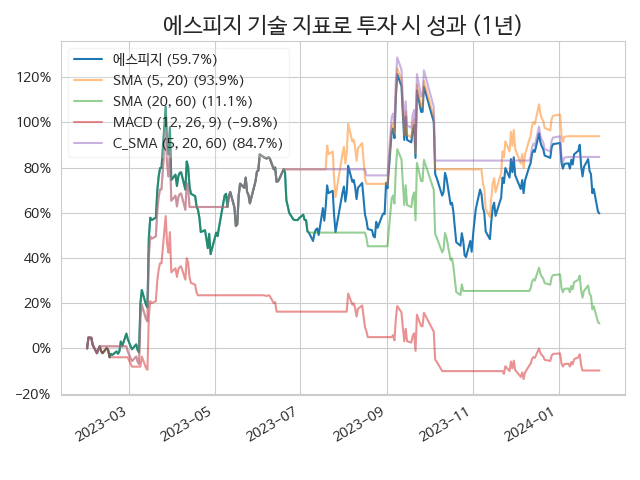 에스피지 기술 지표로 투자 시 성과 (1년)
에스피지 (59.7%)
SMA (5, 20) (93.9%)
SMA (20, 60) (11.1%)
MACD (12, 26, 9) (−9.8%)
C_SMA (5, 20, 60) (84.7%)
120%
100%
80%
60%
40%
20%
0%
−20%
2023−03
2023−05
2023−07
2023−09
2023−11
2024−01